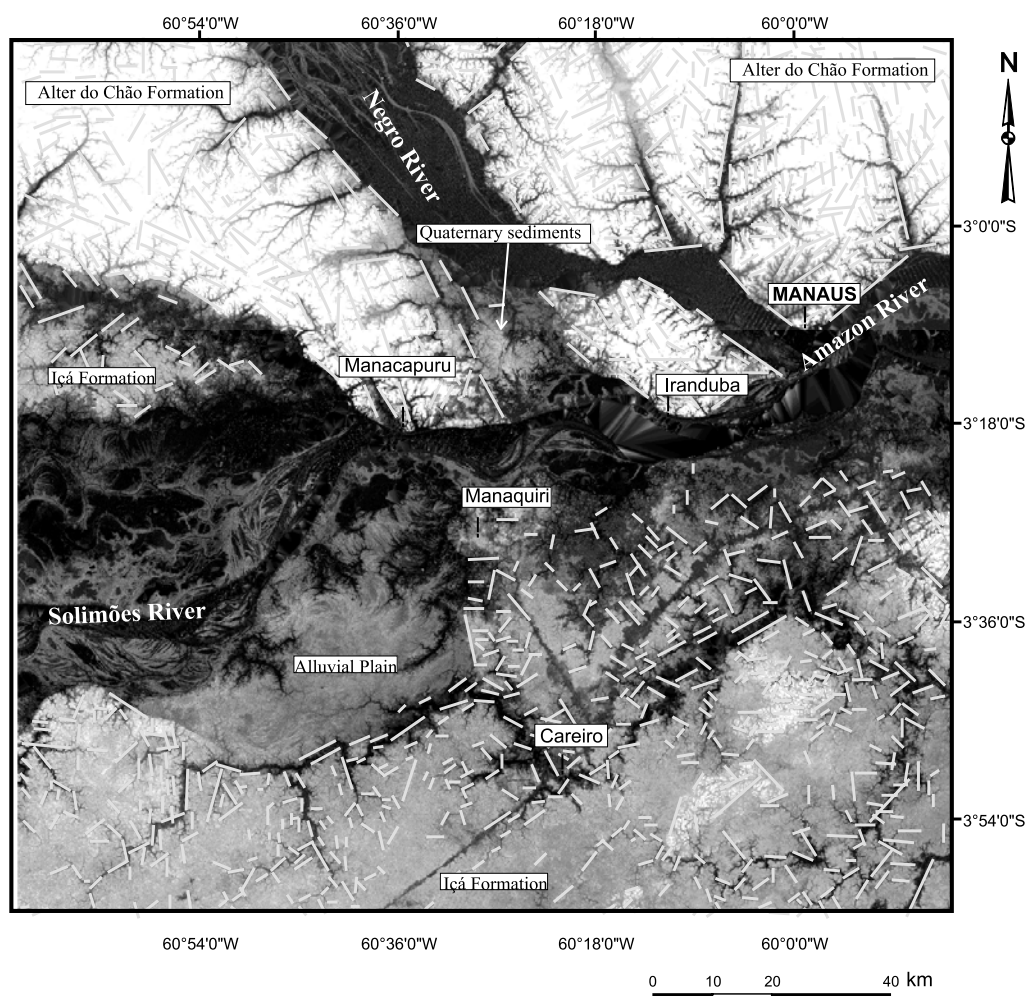 60°54'0"W 60°36'0"W 60°18'0"W 60°0'0"W
N
Alter do Chão Formation
Alter do Chão Formation
Negro River
3°0'0"S
Quaternary sediments
MANAUS
Amazon River
Manacapuru
Içá Formation
Iranduba
3°18'0"S
Manaquiri
Solimões River
3°36'0"S
Alluvial Plain
Careiro
3°54'0"S
Içá Formation
60°54'0"W 60°36'0"W 60°18'0"W 60°0'0"W
0 10 20 40 km